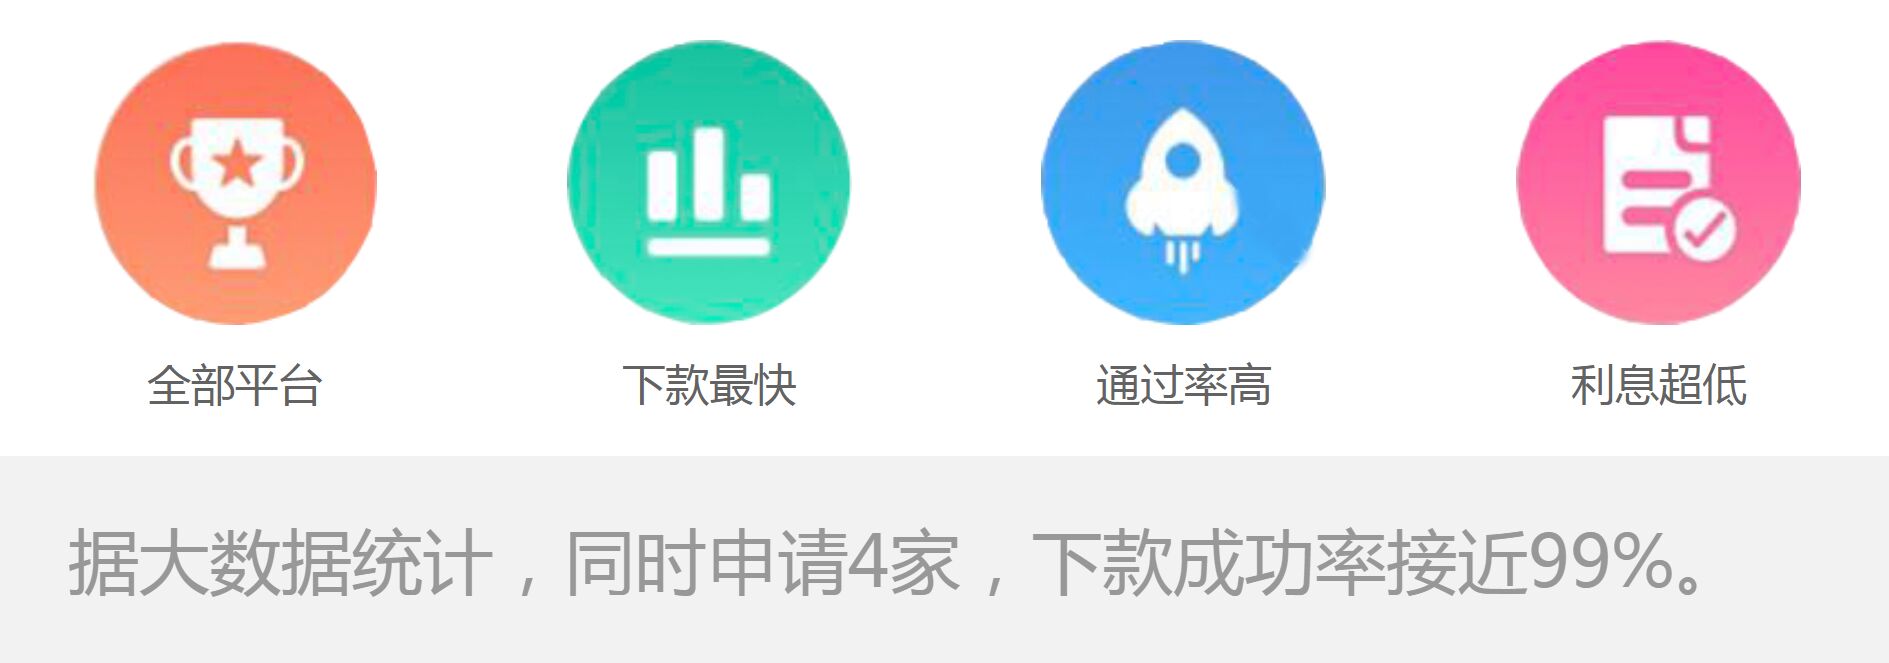 全部平台
下款最快
通过率高
利息超低
据大数据统计，同时申请4家，下款成功率接近99%。